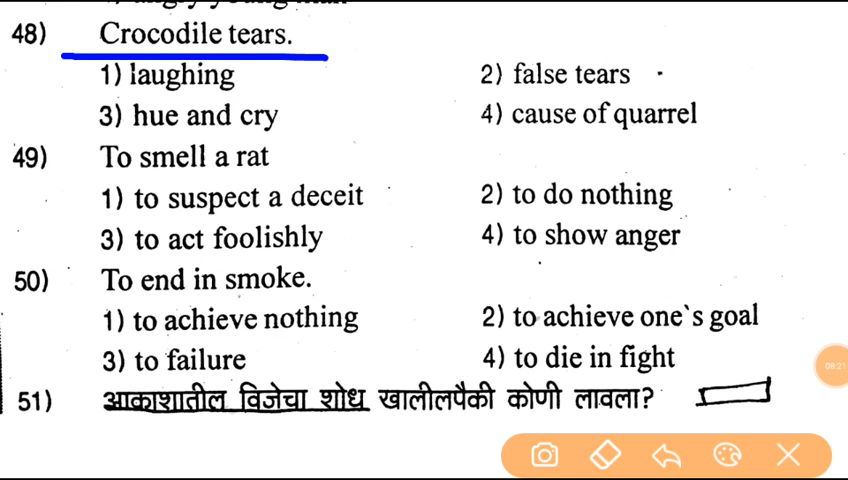 48) Crocodile tears.
1) laughing 2) false tears
3) hue and cry 4) cause of quarrel
49) To smell a rat
1) to suspect a deceit 2) to do nothing
3) to act foolishly 4) to show anger
50) To end in smoke.
1) to achieve nothing 2) to achieve one`s goal
3) to failure 4) to die in fight
08:21
51) आकाशातील विजेचा शोध खालीलपैकी कोणी लावला?